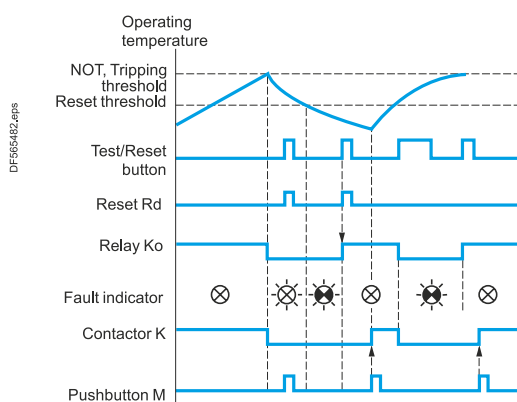 Operating
temperature
NOT, Tripping
threshold
Reset threshold
DF565482.eps
Test/Reset
button
Reset Rd
Relay Ko
Fault indicator
Contactor K
Pushbutton M